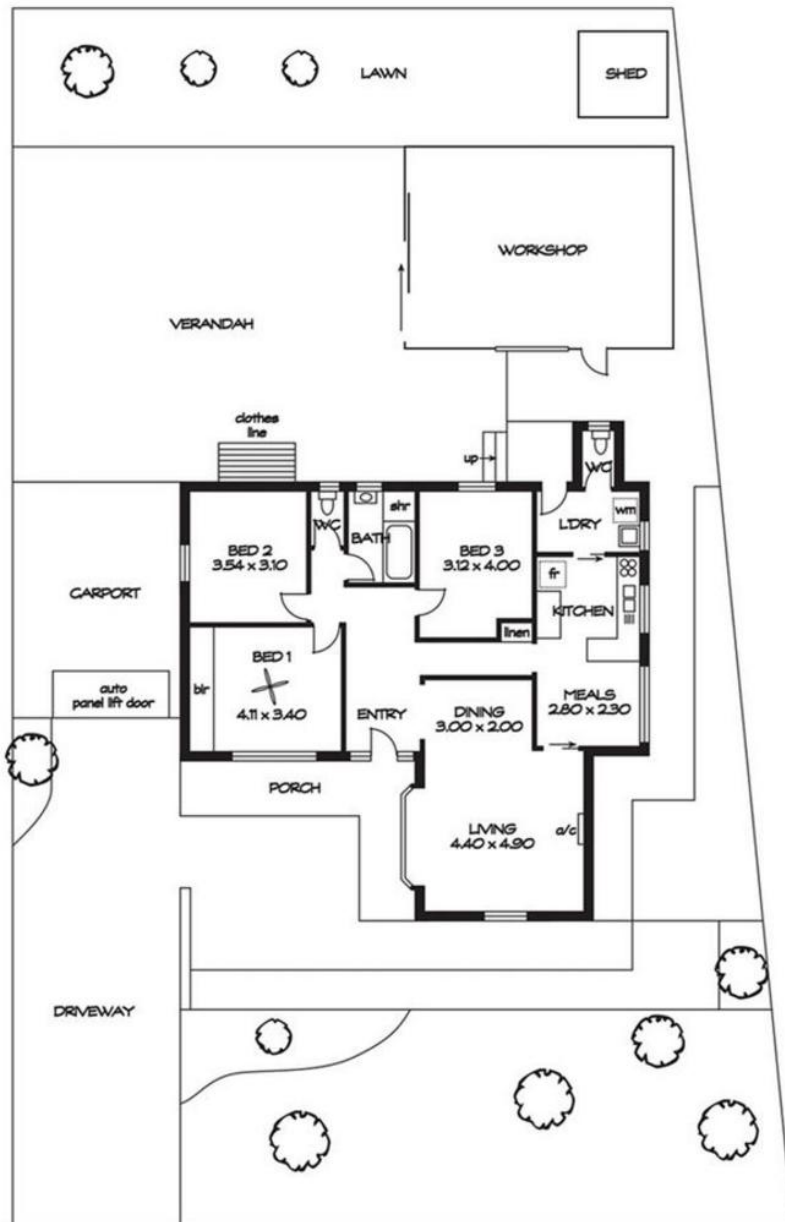 LAWN
SHED
WORKSHOP
VERANDAH
clothes
line
up
WC
shr
WC
BATH
L'DRY
wm
BED 2
3.54 x 3.10
BED 3
3.12 x 4.00
fr
KITCHEN
CARPORT
linen
BED 1
bir
4.11 x 3.40
auto
panel lift door
ENTRY
DINING
3.00 x 2.00
MEALS
2.80 x 2.30
PORCH
LIVING
4.40 x 4.90
a/c
DRIVEWAY